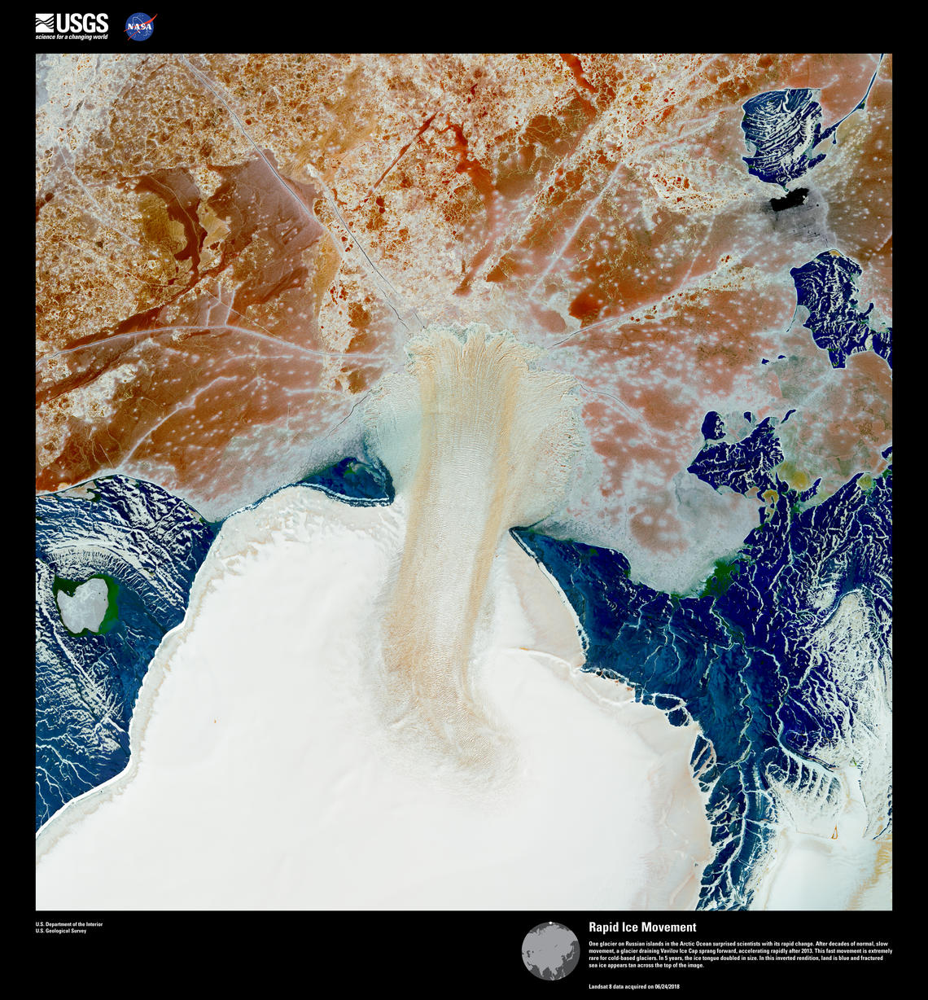 USGS
science for a changing world
NASA
U.S. Department of the Interior
U.S. Geological Survey
Rapid Ice Movement
One glacier on Russian islands in the Arctic Ocean surprised scientists with its rapid change. After decades of normal, slow
movement, a glacier draining Vavilov Ice Cap sprang forward, accelerating rapidly after 2013. This fast movement is extremely
rare for cold-based glaciers. In 5 years, the ice tongue doubled in size. In this inverted rendition, land is blue and fractured
sea ice appears tan across the top of the image.
Landsat 8 data acquired on 06/24/2018